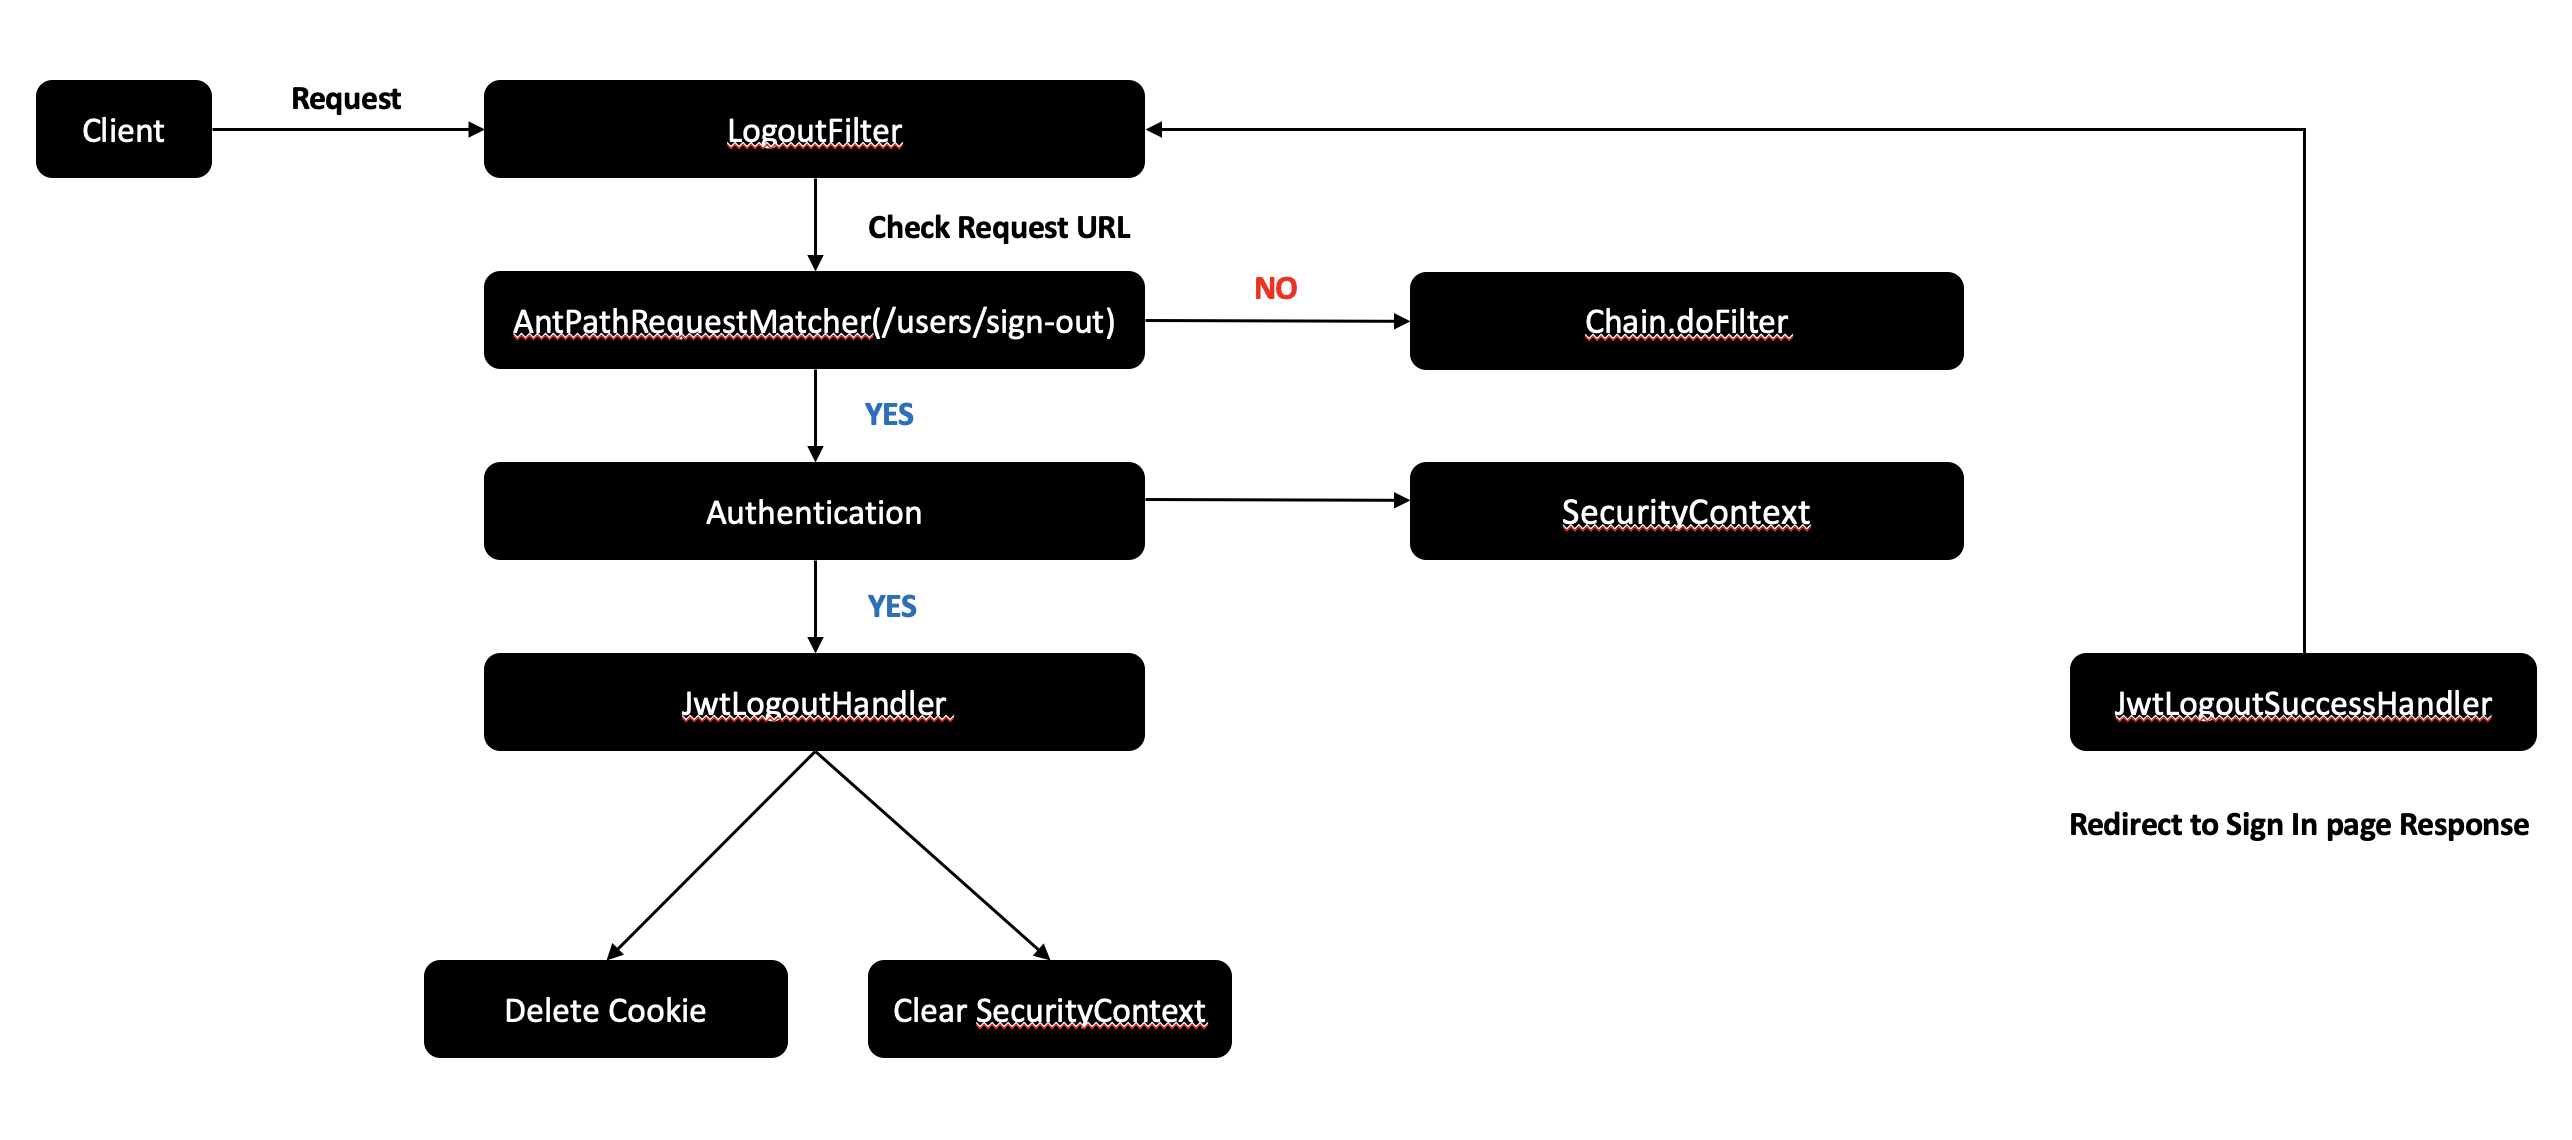 Client
Request
LogoutFilter
Check Request URL
AntPathRequestMatcher(/users/sign-out)
NO
Chain.doFilter
YES
Authentication
SecurityContext
YES
JwtLogoutHandler
JwtLogoutSuccessHandler
Redirect to Sign In page Response
Delete Cookie
Clear SecurityContext